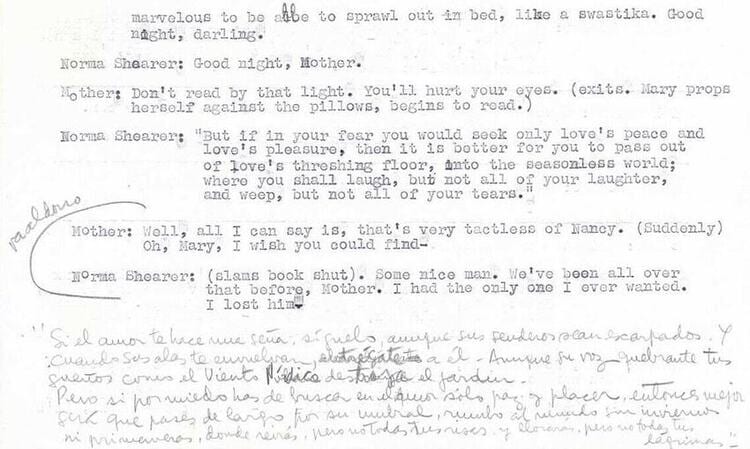 marvelous to be able to sprawl out in bed, like a swastika. Good
night, darling.
Norma Shearer: Good night, Mother.
Mother: Don't read by that light. You'll hurt your eyes. (exits. Mary props
herself against the pillows, begins to read.)
Norma Shearer: "But if in your fear you would seek only love's peace and
love's pleasure, then it is better for you to pass out
of love's threshing floor, into the seasonless world;
where you shall laugh, but not all of your laughter,
and weep, but not all of your tears."
Mother: Well, all I can say is, that's very tactless of Nancy. (Suddenly)
Oh, Mary, I wish you could find-
Norma Shearer: (slams book shut). Some nice man. We've been all over
that before, Mother. I had the only one I ever wanted.
I lost him
"Si el amor te hace una seña, síguelo, aunque sus senderos sean escarpados. Y
cuando sus alas te envuelvan, a él - Aunque su voz quebrante tus
sueños como el Viento destroza el jardín.
Pero si por miedo has de buscar en el amor sólo paz y placer, entonces mejor
será que pases de largo por su umbral, rumbo al mundo sin inviernos
ni primaveras, donde reirás, pero no todas tus risas, y llorarás, pero no todas tus
lágrimas"